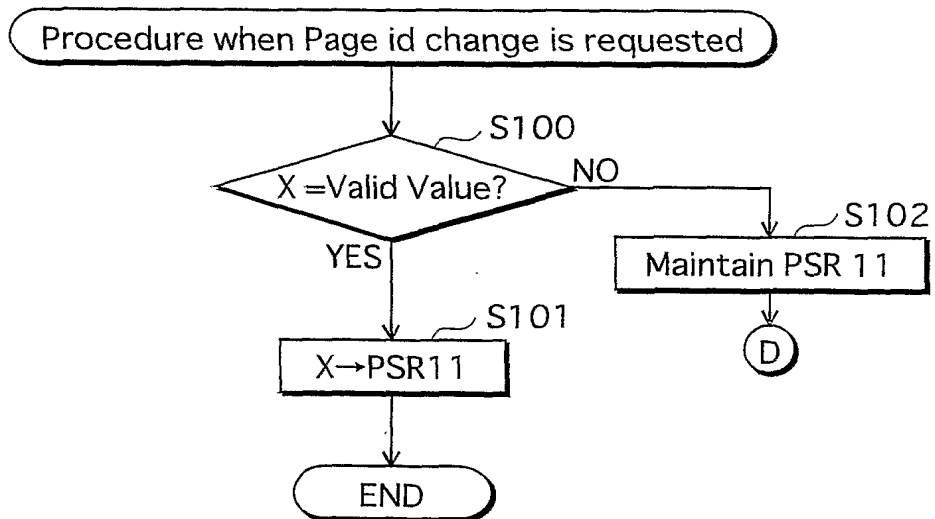 Procedure when Page id change is requested
S100
X =Valid Value?
NO
YES
S102
Maintain PSR 11
D
S101
X→PSR11
END